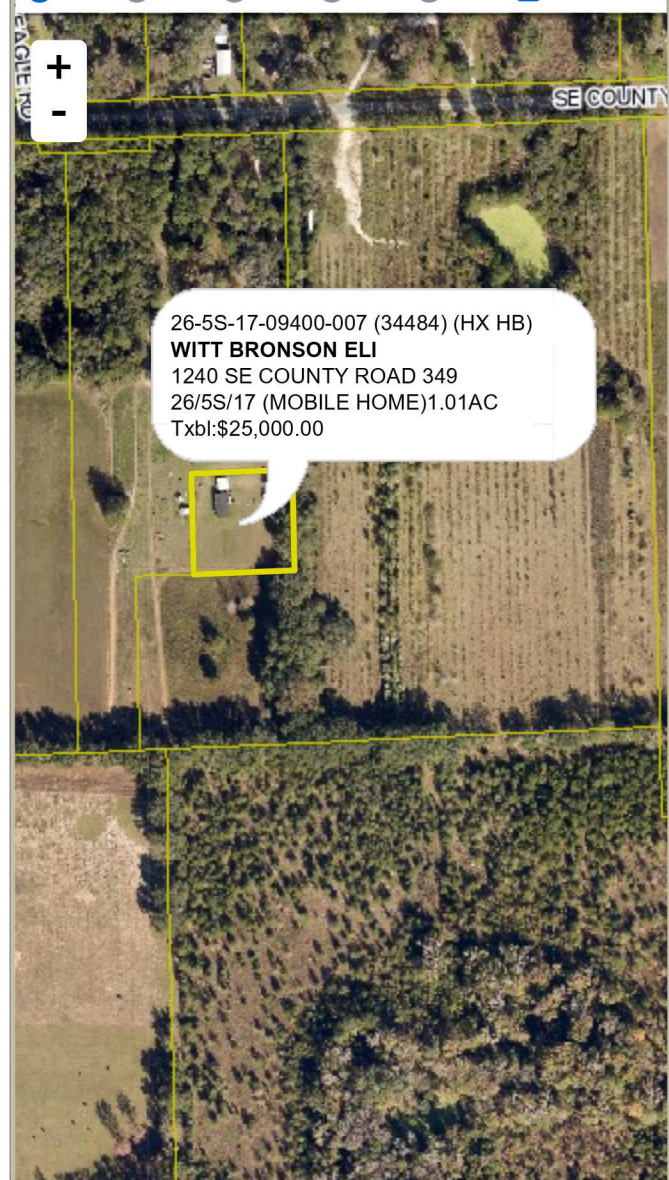 EAGLE RD
+
-
SE COUNTY
26-5S-17-09400-007 (34484) (HX HB)
WITT BRONSON ELI
1240 SE COUNTY ROAD 349
26/5S/17 (MOBILE HOME)1.01AC
Txbl:$25,000.00